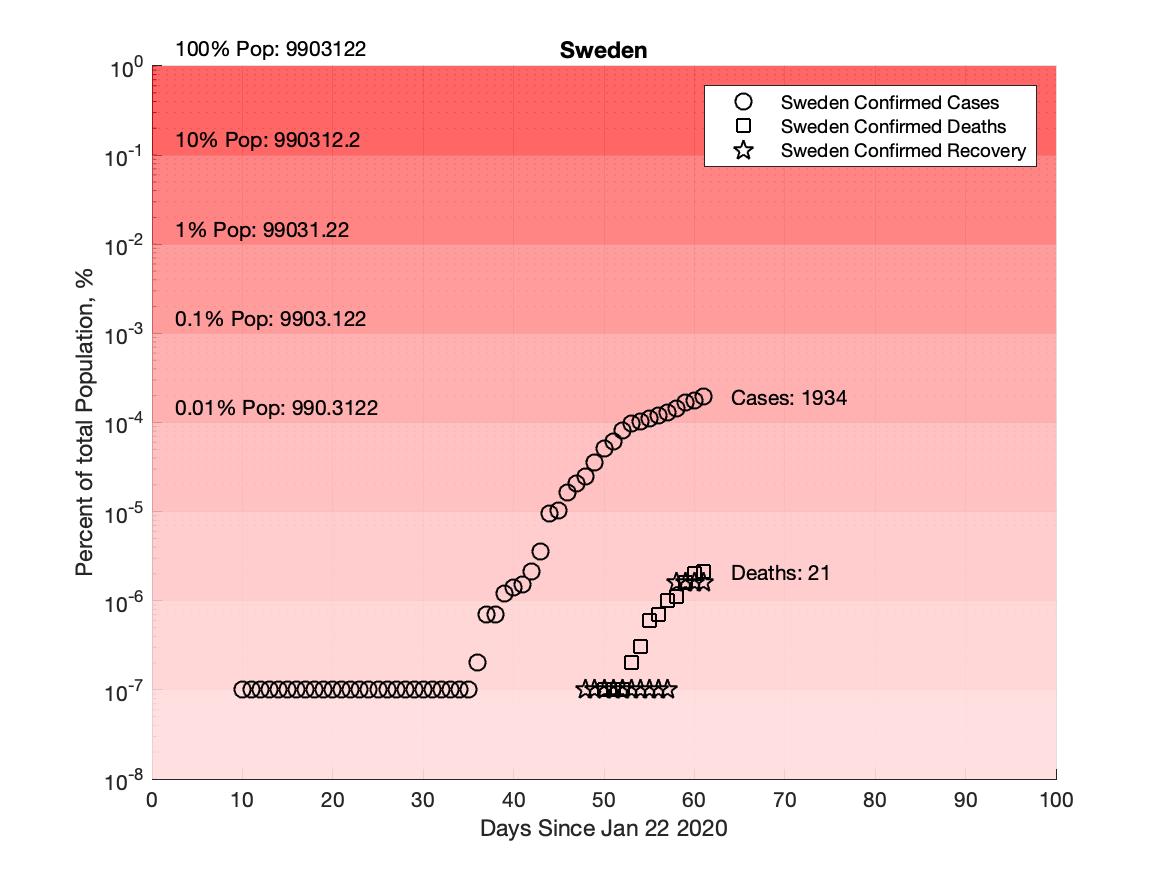 100% Pop: 9903122
Sweden
10^0
Sweden Confirmed Cases
Sweden Confirmed Deaths
Sweden Confirmed Recovery
10% Pop: 990312.2
10^-1
1% Pop: 99031.22
10^-2
0.1% Pop: 9903.122
10^-3
0.01% Pop: 990.3122
Cases: 1934
10^-4
10^-5
Deaths: 21
10^-6
10^-7
10^-8
Percent of total Population, %
0 10 20 30 40 50 60 70 80 90 100
Days Since Jan 22 2020